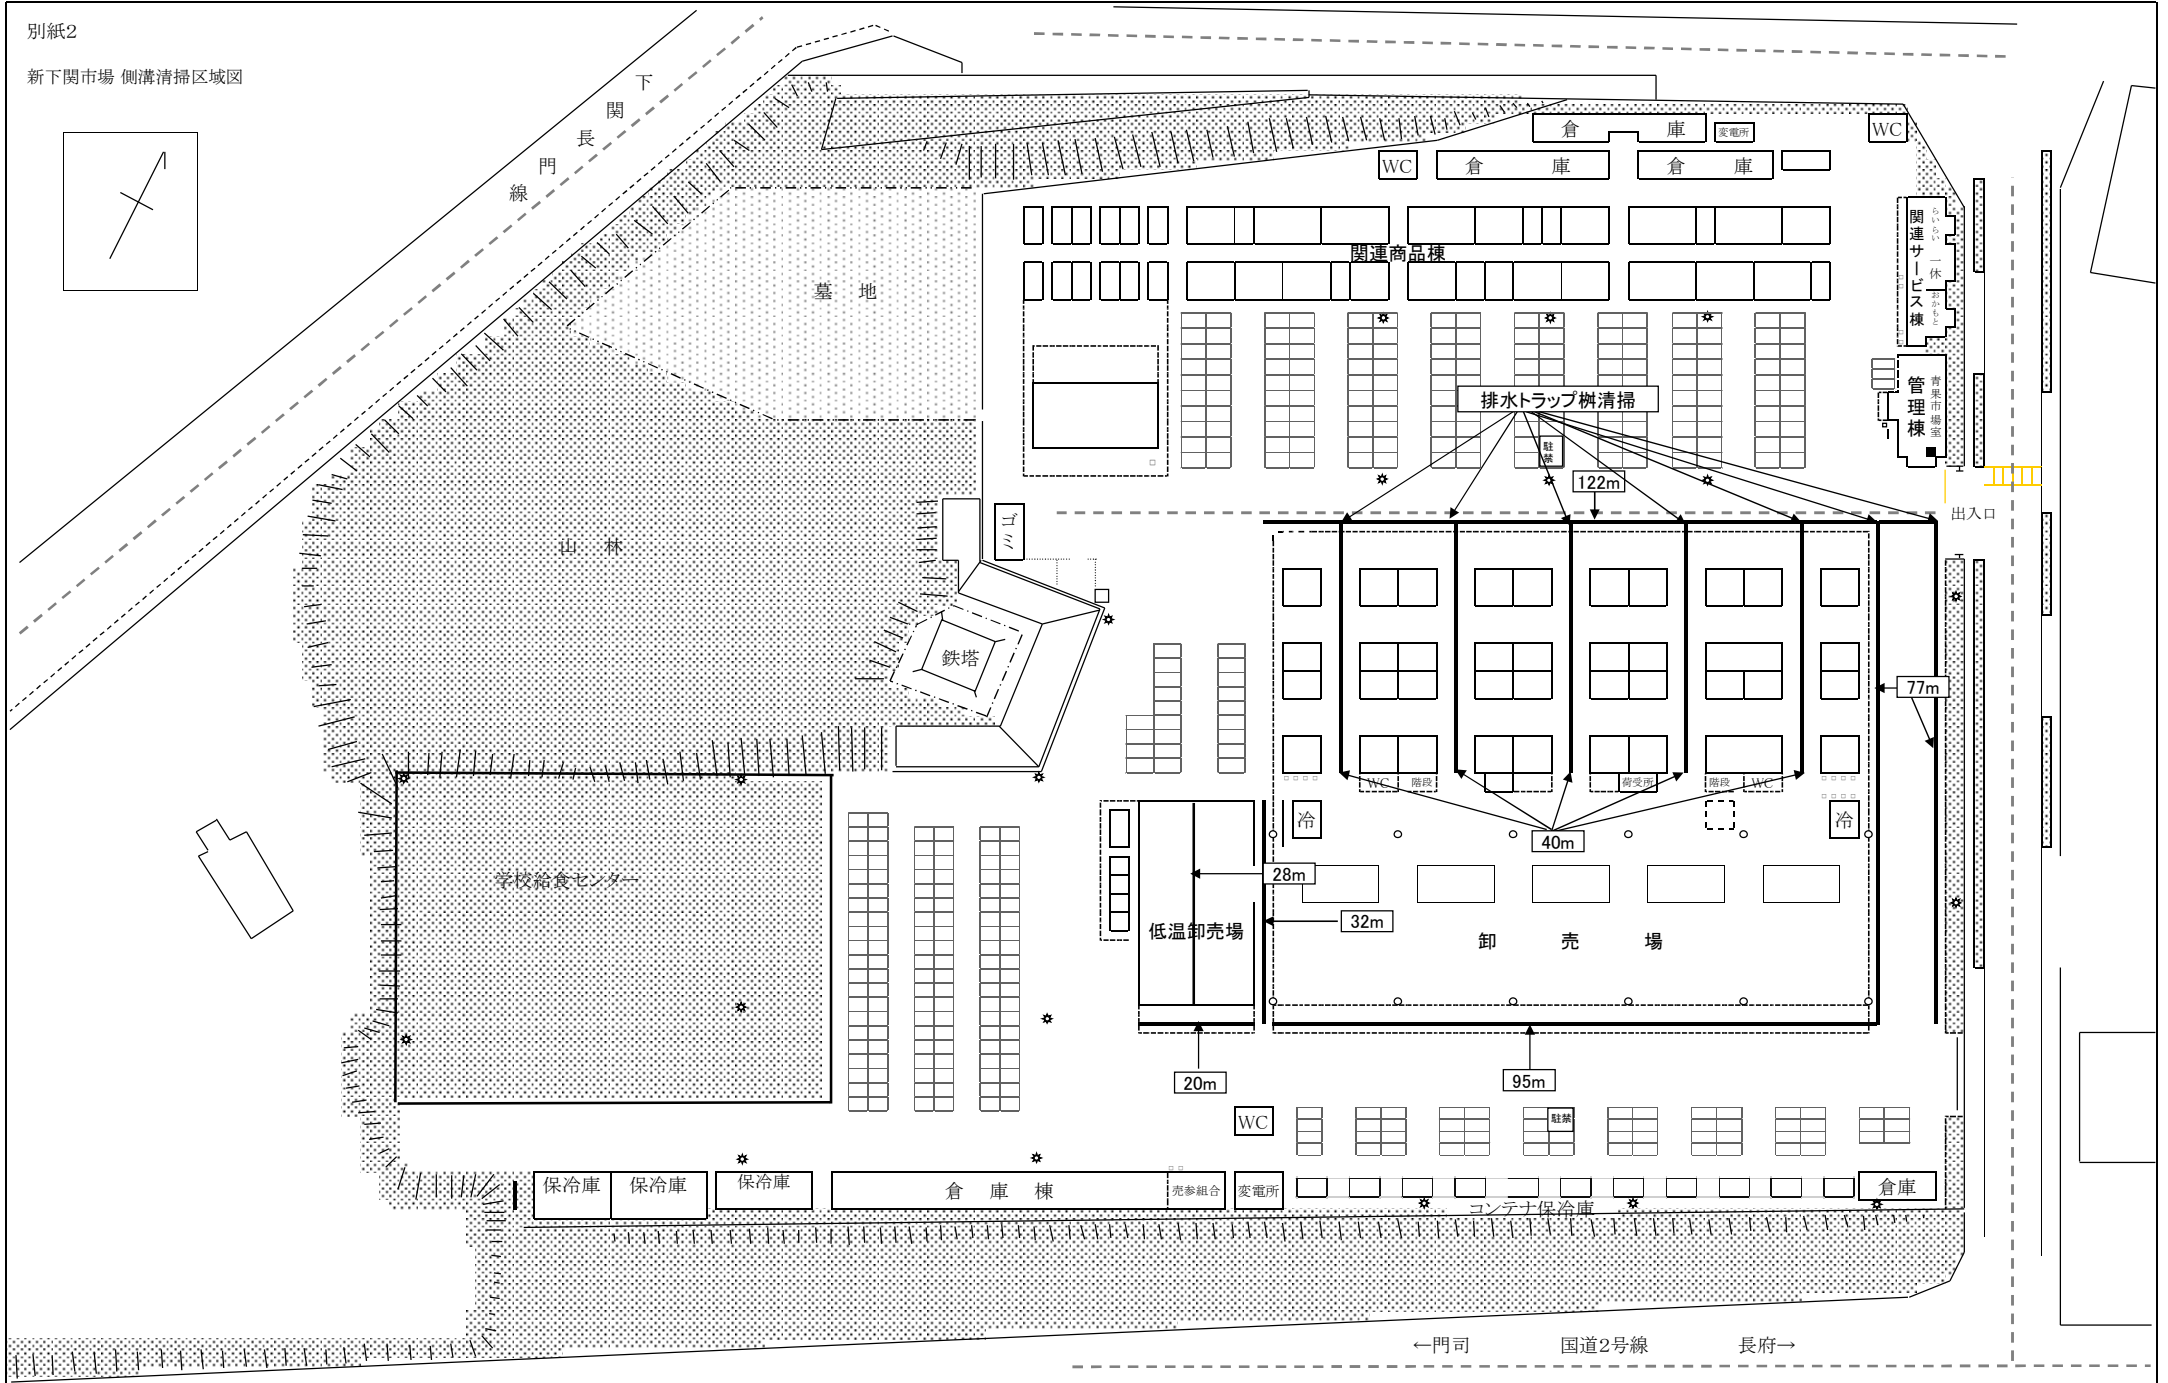 別紙2
新下関市場 側溝清掃区域図
下関長門線
倉 庫
変電所
WC
WC
倉 庫
倉 庫
関連商品棟
関連サービス棟
らいらい
一休
おかもと
墓 地
管理棟
青果市場室
排水トラップ桝清掃
駐禁
122m
出入口
ゴミ
山 林
鉄塔
77m
WC
階段
荷受所
階段
WC
冷
冷
40m
学校給食センター
28m
32m
低温卸売場
卸 売 場
20m
95m
WC
駐禁
保冷庫
保冷庫
保冷庫
倉 庫 棟
売参組合
変電所
倉庫
コンテナ保冷庫
←門司 国道2号線 長府→